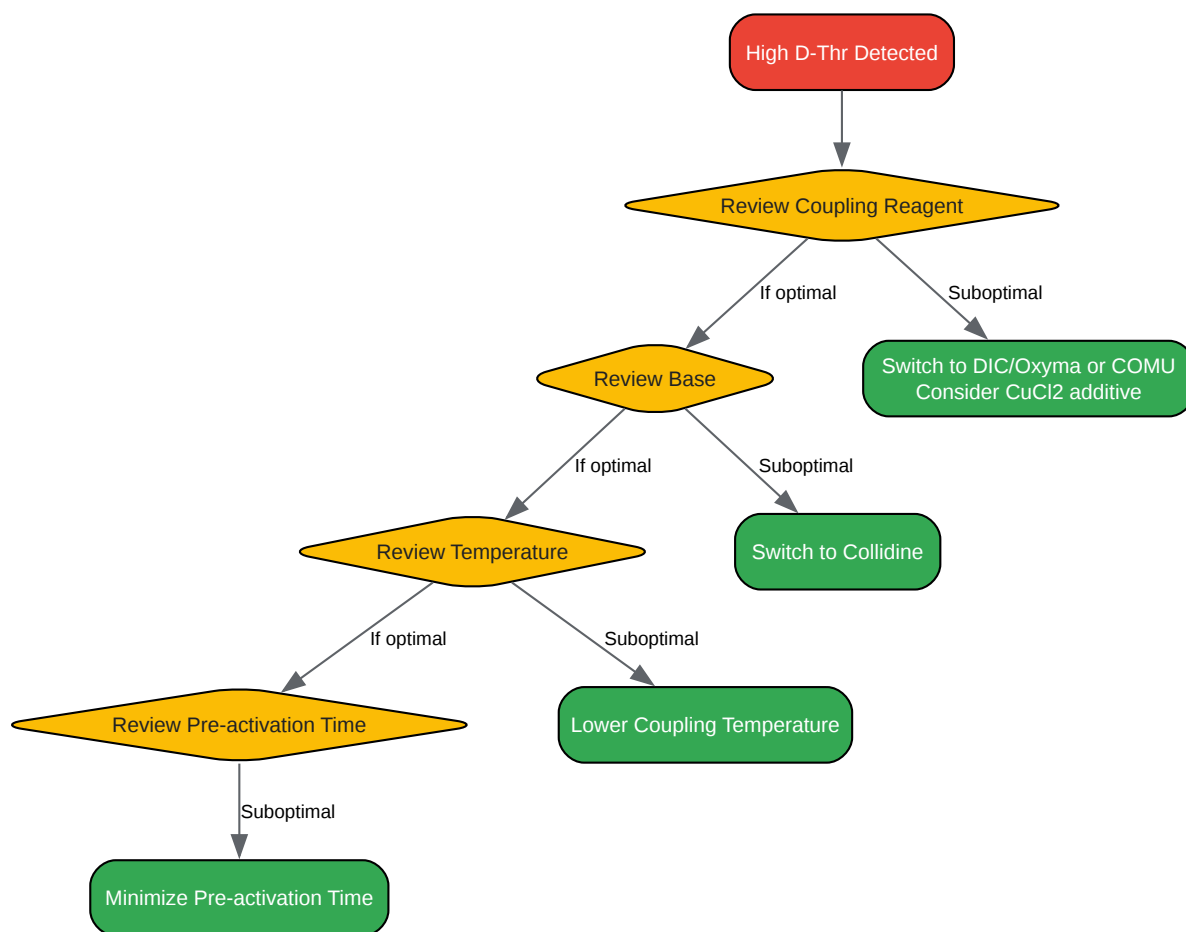 High D-Thr Detected
Review Coupling Reagent
If optimal
Suboptimal
Review Base
Switch to DIC/Oxyma or COMU
Consider CuCl2 additive
If optimal
Suboptimal
Review Temperature
Switch to Collidine
If optimal
Suboptimal
Review Pre-activation Time
Lower Coupling Temperature
Suboptimal
Minimize Pre-activation Time